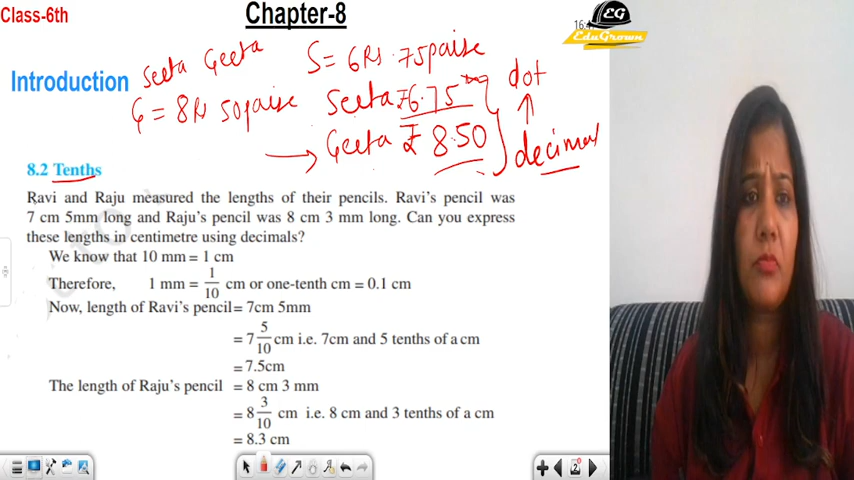 Class-6th
Chapter-8
16:4
EG
EduGrown
Introduction
Seeta Geeta
S = 6Rs. 75paise
G = 8Rs 50paise
Seeta ₹6.75
dot
Geeta ₹ 8.50
decimal
8.2 Tenths
Ravi and Raju measured the lengths of their pencils. Ravi's pencil was
7 cm 5mm long and Raju's pencil was 8 cm 3 mm long. Can you express
these lengths in centimetre using decimals?
We know that 10 mm = 1 cm
Therefore, 1 mm = 1/10 cm or one-tenth cm = 0.1 cm
Now, length of Ravi's pencil= 7cm 5mm
= 7 5/10 cm i.e. 7cm and 5 tenths of a cm
= 7.5cm
The length of Raju's pencil = 8 cm 3 mm
= 8 3/10 cm i.e. 8 cm and 3 tenths of a cm
= 8.3 cm
2